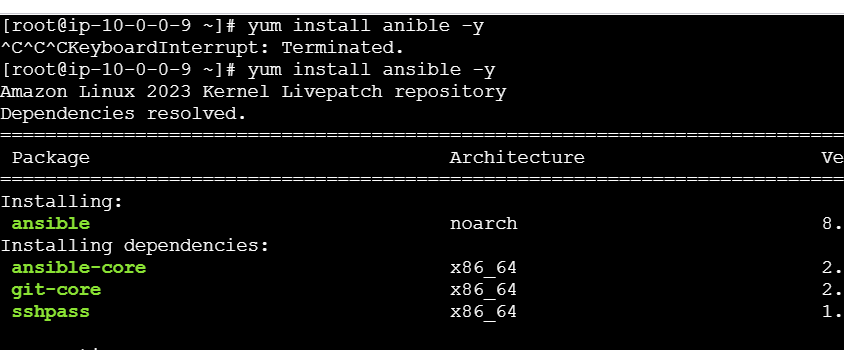 [root@ip-10-0-0-9 ~]# yum install anible -y
^C^C^CKeyboardInterrupt: Terminated.
[root@ip-10-0-0-9 ~]# yum install ansible -y
Amazon Linux 2023 Kernel Livepatch repository
Dependencies resolved.
================================================================================
Package Architecture Ve
================================================================================
Installing:
ansible noarch 8.
Installing dependencies:
ansible-core x86_64 2.
git-core x86_64 2.
sshpass x86_64 1.